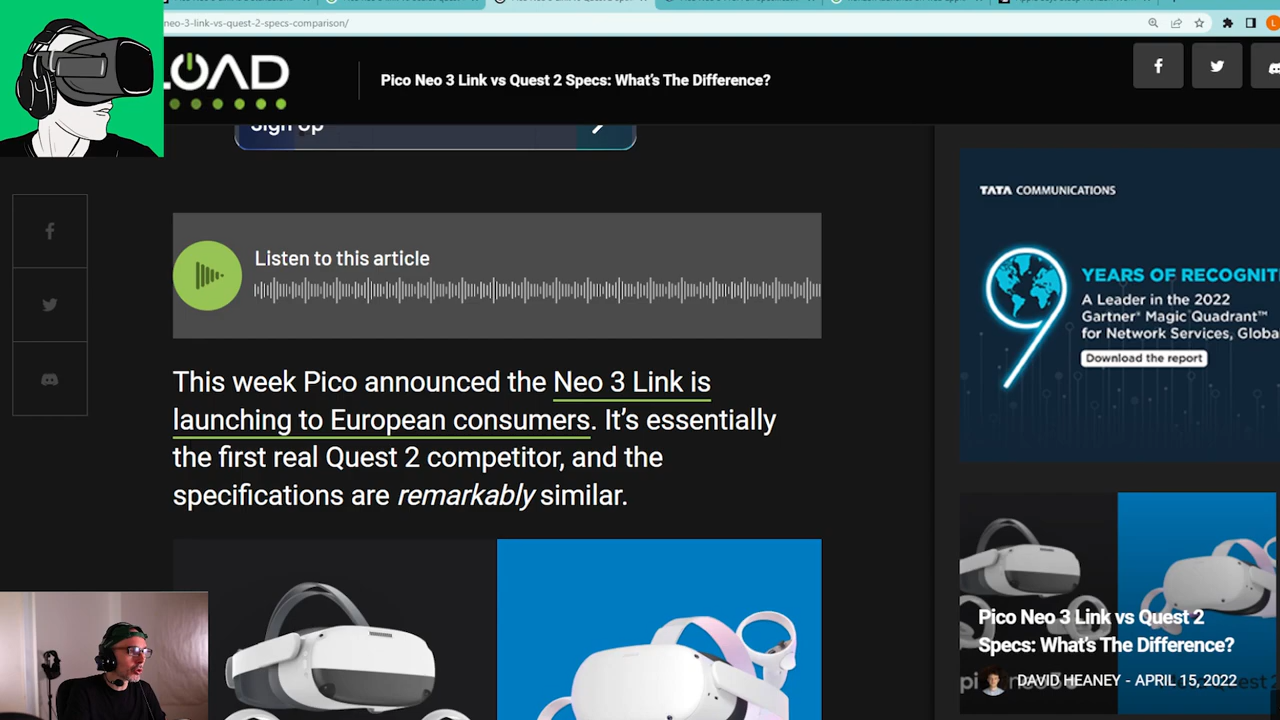 neo-3-link-vs-quest-2-specs-comparison/
LOAD
Pico Neo 3 Link vs Quest 2 Specs: What's The Difference?
Sign Up
Listen to this article
This week Pico announced the Neo 3 Link is
launching to European consumers. It's essentially
the first real Quest 2 competitor, and the
specifications are remarkably similar.
TATA COMMUNICATIONS
9
YEARS OF RECOGNITI
A Leader in the 2022
Gartner® Magic Quadrant™
for Network Services, Globa
Download the report
Pico Neo 3 Link vs Quest 2
Specs: What's The Difference?
DAVID HEANEY - APRIL 15, 2022